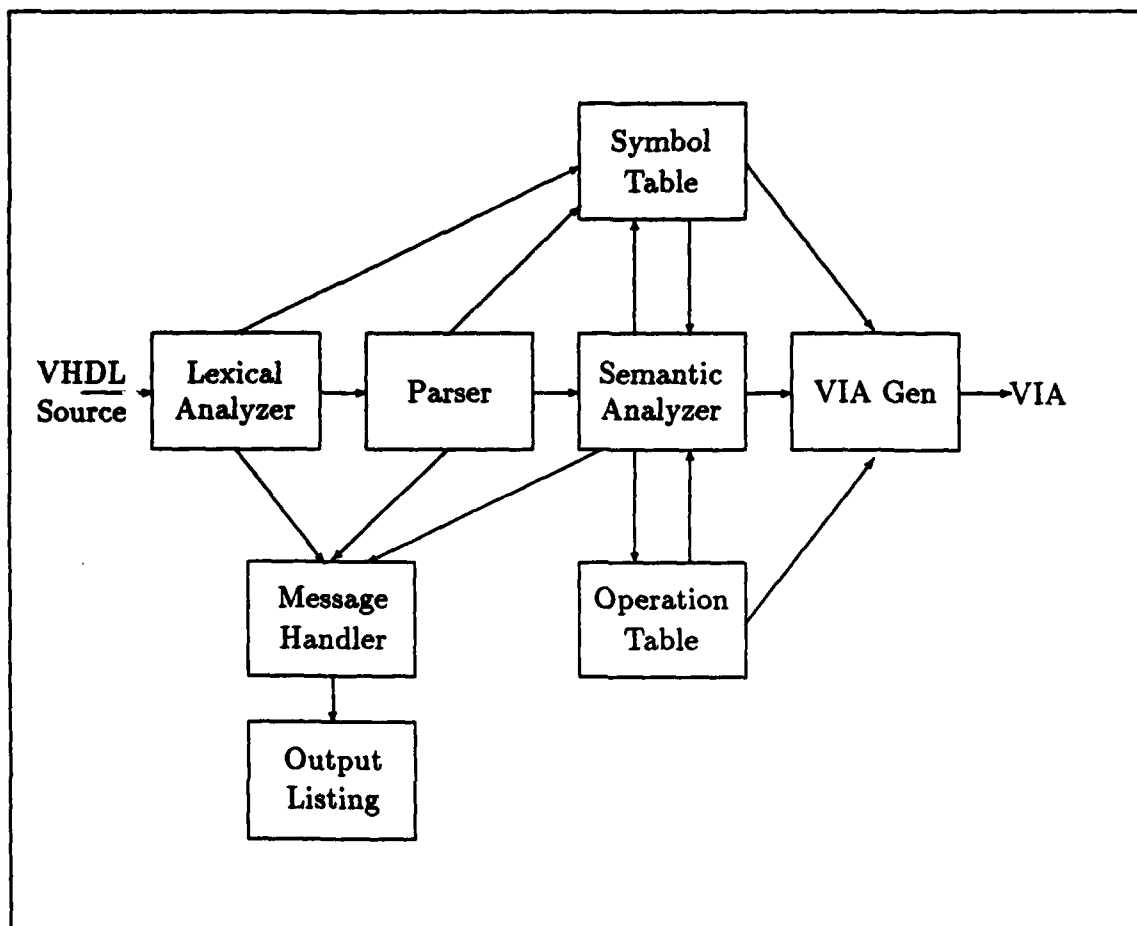 Symbol
Table
VHDL
Source
Lexical
Analyzer
Parser
Semantic
Analyzer
VIA Gen
VIA
Message
Handler
Operation
Table
Output
Listing